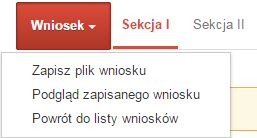 Wniosek Sekcja I Sekcja II
Zapisz plik wniosku
Podgląd zapisanego wniosku
Powrót do listy wniosków